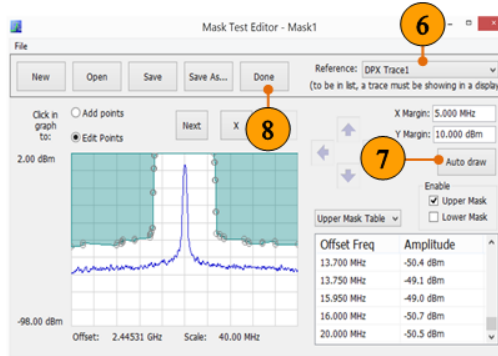 Mask Test Editor - Mask1
6
File
New Open Save Save As... Done
Reference: DPX Trace1
(to be in list, a trace must be showing in a display
8
Click in graph to:
Add points
Edit Points
Next X
X Margin: 5.000 MHz
Y Margin: 10.000 dBm
7
Auto draw
Enable
Upper Mask
Lower Mask
2.00 dBm
-98.00 dBm
Offset: 2.44531 GHz Scale: 40.00 MHz
Upper Mask Table
Offset Freq Amplitude
13.700 MHz -50.4 dBm
13.750 MHz -49.1 dBm
15.950 MHz -49.0 dBm
16.000 MHz -50.7 dBm
20.000 MHz -50.5 dBm